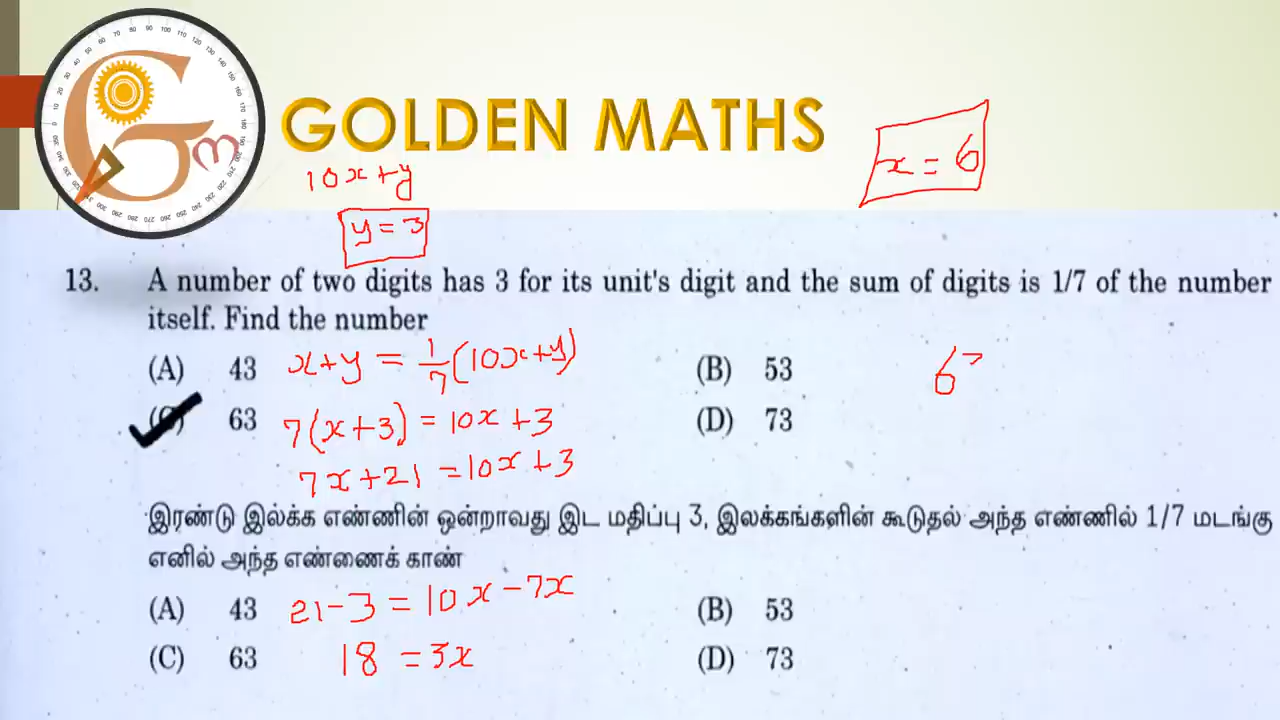 GOLDEN MATHS
x = 6
10x+y
y = 3
13. A number of two digits has 3 for its unit's digit and the sum of digits is 1/7 of the number
itself. Find the number
(A) 43 x+y = 1/7(10x+y) (B) 53
63 7(x+3) = 10x+3 (D) 73
7x+21 = 10x+3
இரண்டு இல்க்க எண்ணின் ஒன்றாவது இட மதிப்பு 3, இலக்கங்களின் கூடுதல் அந்த எண்ணில் 1/7 மடங்கு
எனில் அந்த எண்ணைக் காண்
(A) 43 21-3 = 10x-7x (B) 53
(C) 63 18 = 3x (D) 73